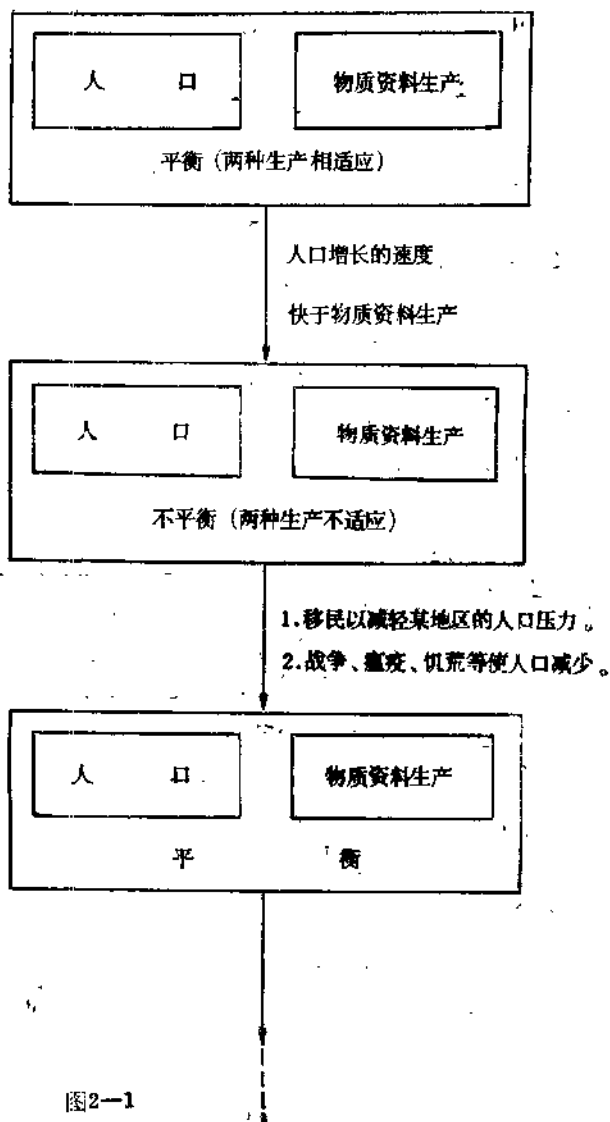 人　　口　　物质资料生产
平衡（两种生产相适应）
人口增长的速度
快于物质资料生产
人　　口　　物质资料生产
不平衡（两种生产不适应）
1.移民以减轻某地区的人口压力。
2.战争、瘟疫、饥荒等使人口减少。
人　　口　　物质资料生产
平　　衡
图2—1